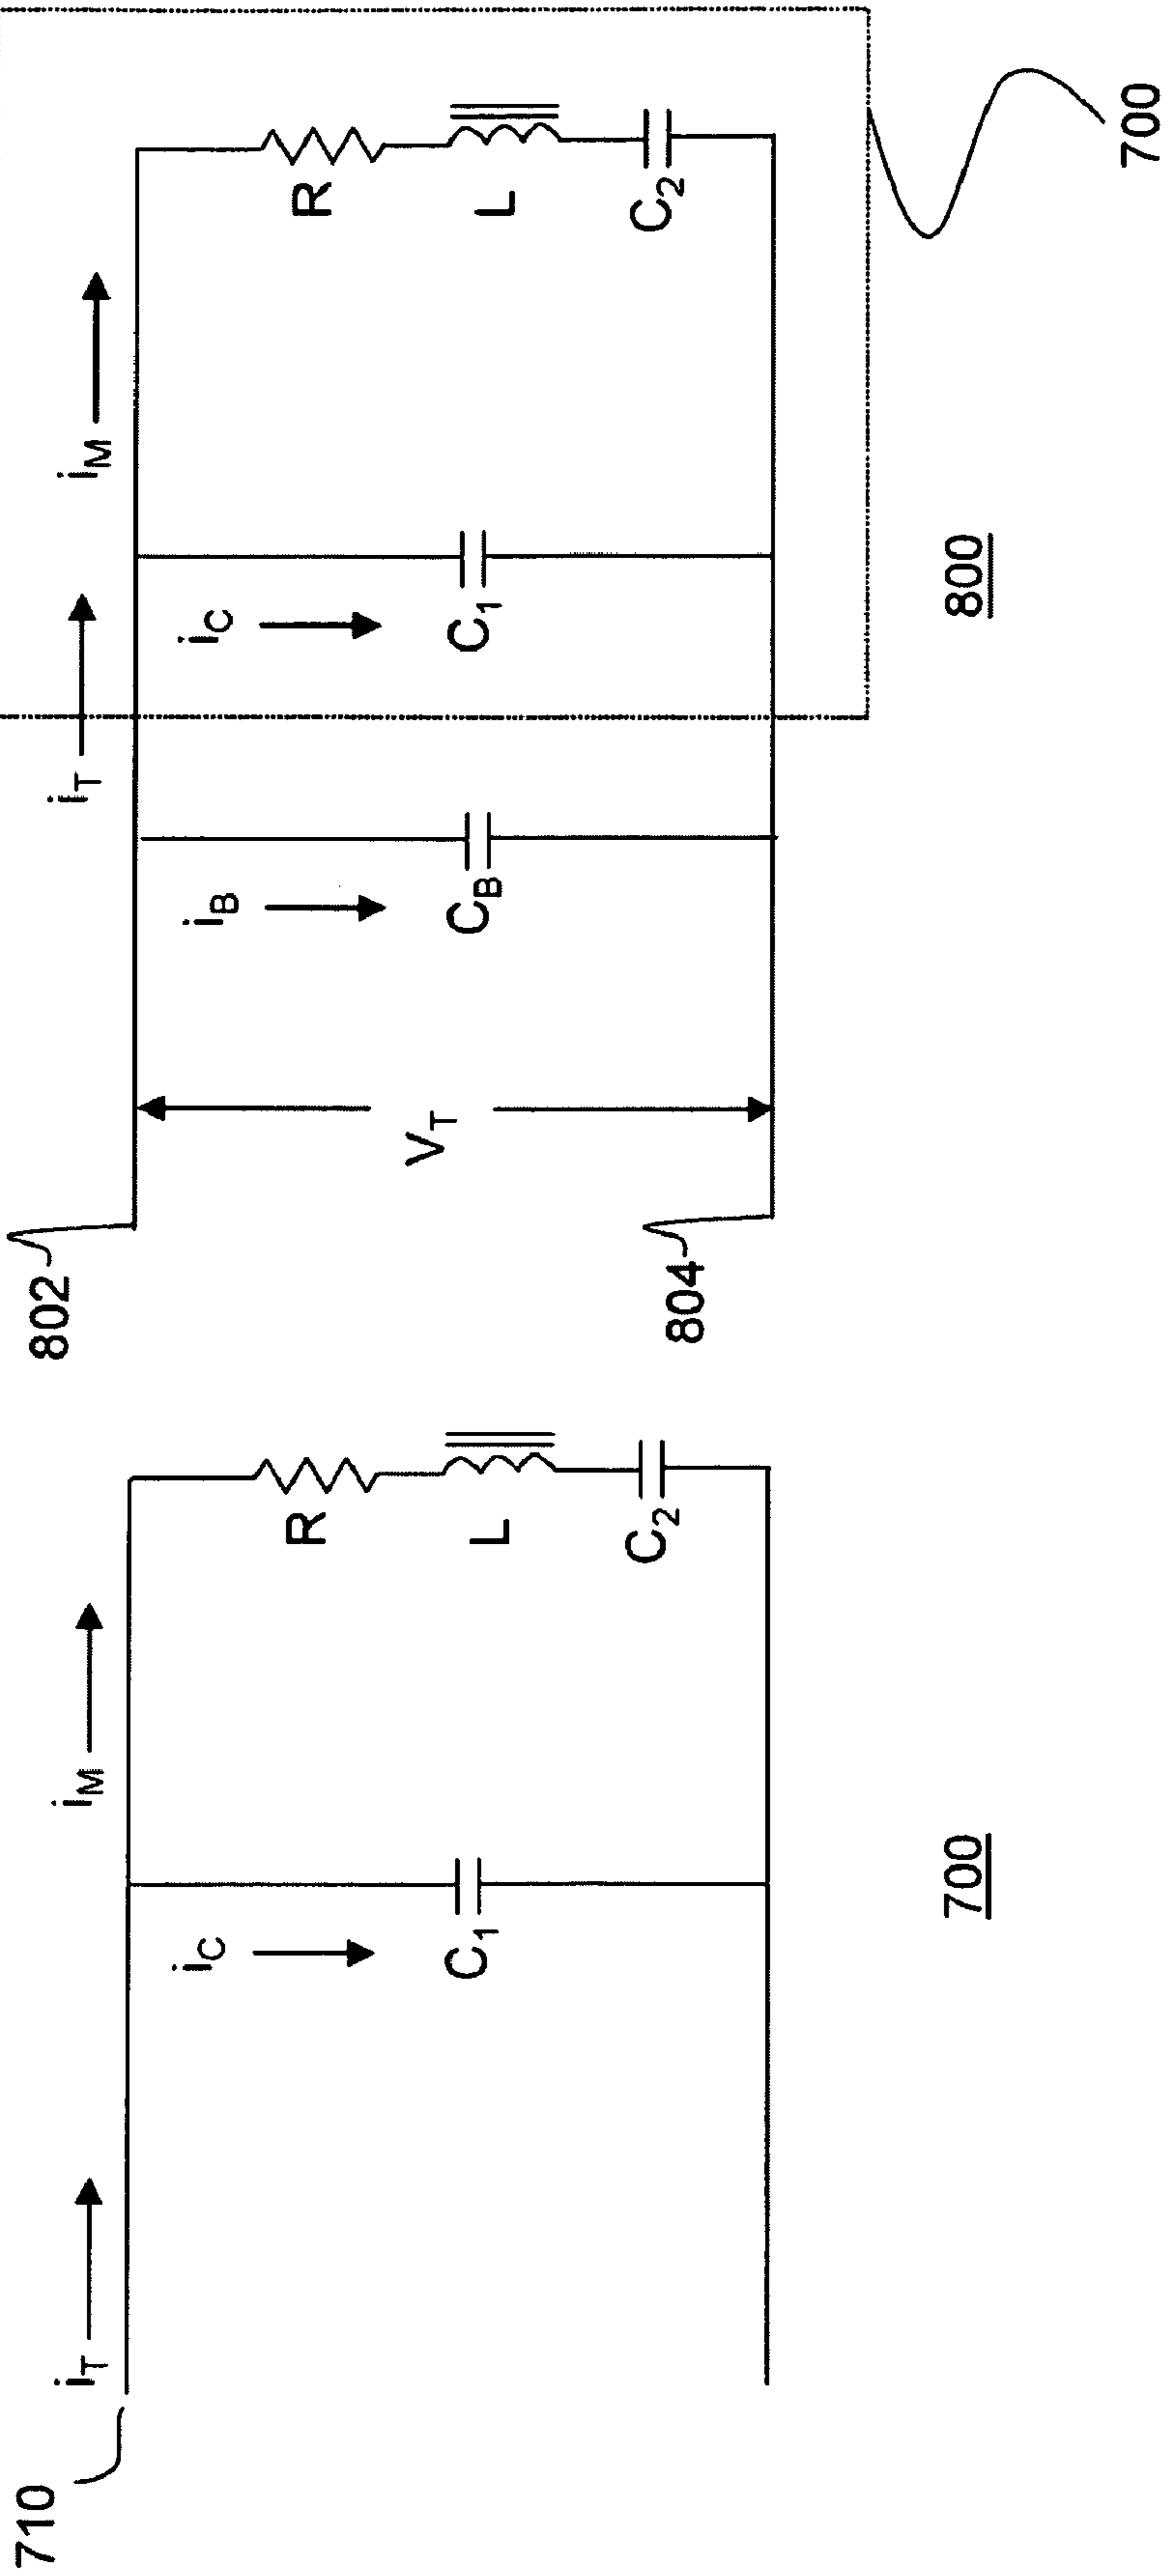 710
i_T
i_M
i_C
C_1
R
L
C_2
700
802
804
V_T
i_B
C_B
i_T
i_M
i_C
C_1
R
L
C_2
800
700